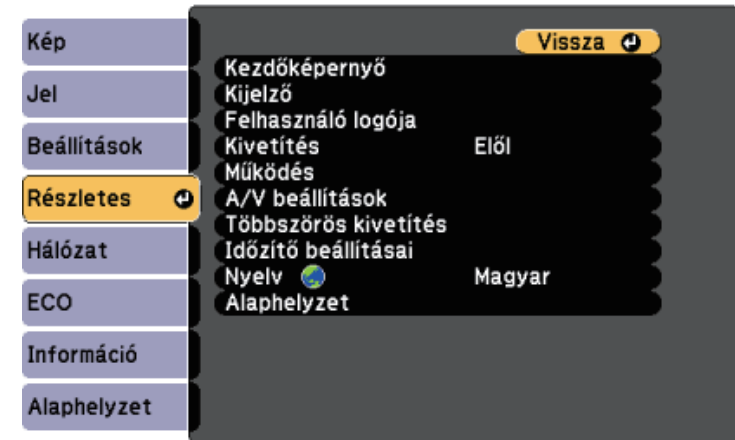 Kép
Jel
Beállítások
Részletes
Hálózat
ECO
Információ
Alaphelyzet
Vissza
Kezdőképernyő
Kijelző
Felhasználó logója
Kivetítés Elől
Működés
A/V beállítások
Többszörös kivetítés
Időzítő beállításai
Nyelv Magyar
Alaphelyzet